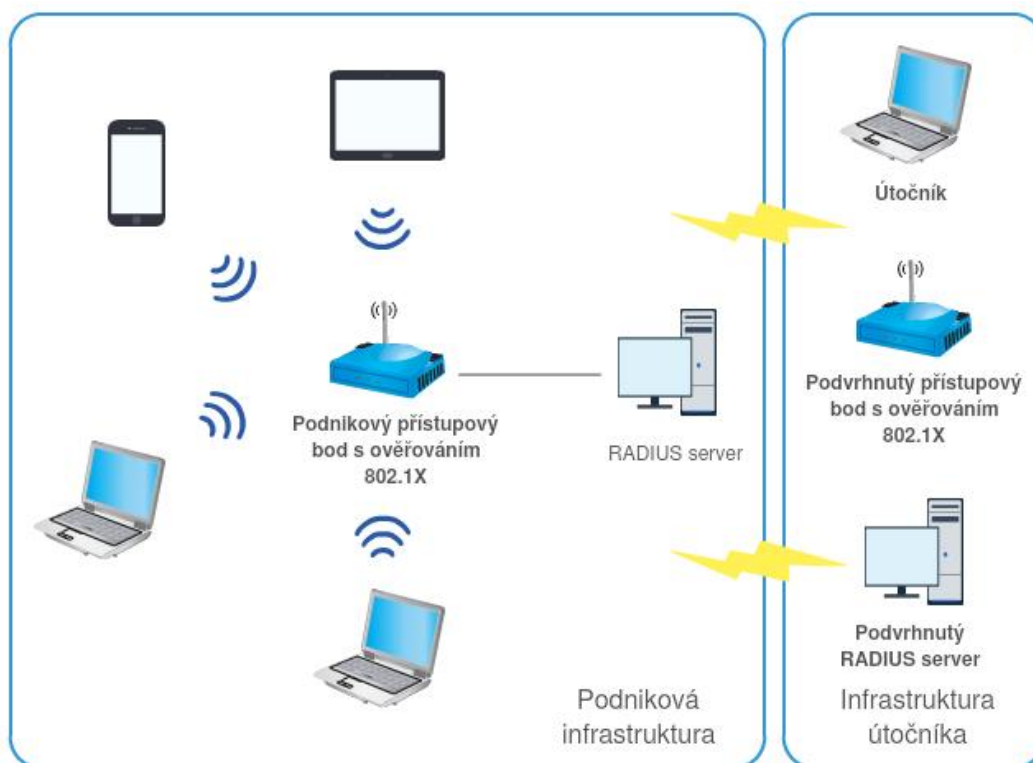 Útočník
Podnikový přístupový
bod s ověřováním
802.1X
RADIUS server
Podvrhnutý přístupový
bod s ověřováním
802.1X
Podvrhnutý
RADIUS server
Podniková
infrastruktura
Infrastruktura
útočníka